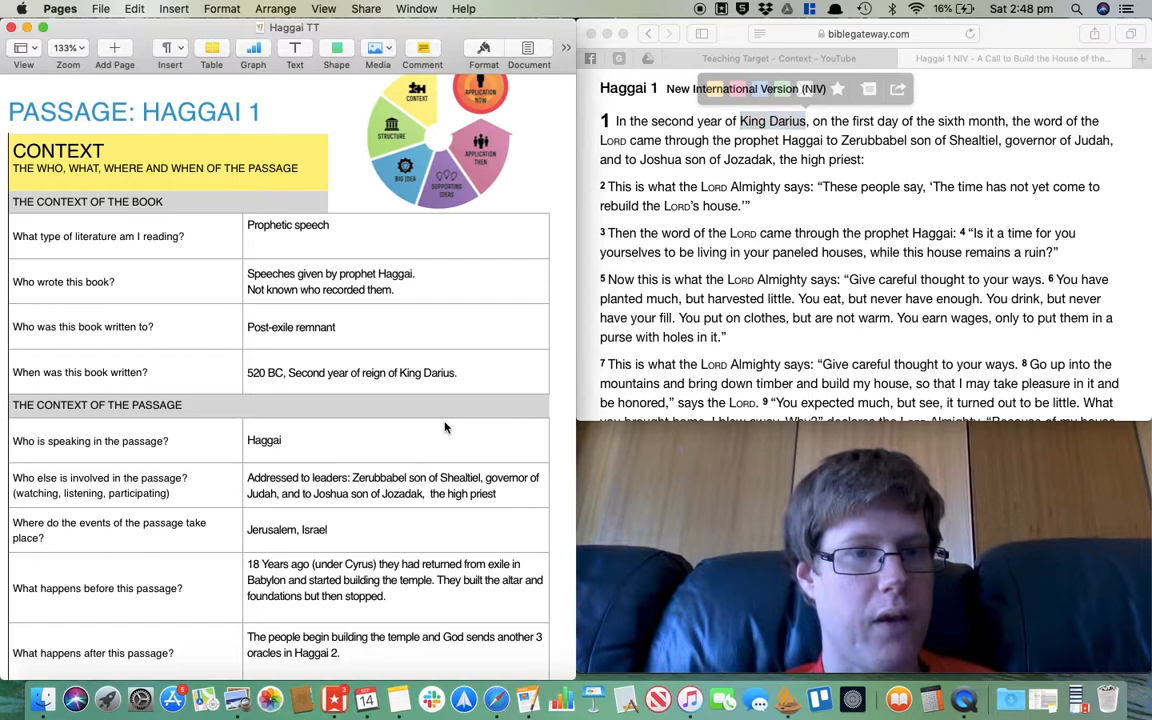 Pages File Edit Insert Format Arrange View Share Window Help
16% Sat 2:48 pm
Haggai TT
133%
View Zoom Add Page Insert Table Graph Text Shape Media Comment Format Document
PASSAGE: HAGGAI 1
CONTEXT
THE WHO, WHAT, WHERE AND WHEN OF THE PASSAGE
CONTEXT
APPLICATION
NOW
STRUCTURE
APPLICATION
THEN
BIG IDEA
SUPPORTING
IDEAS
THE CONTEXT OF THE BOOK
What type of literature am I reading?
Prophetic speech
Who wrote this book?
Speeches given by prophet Haggai.
Not known who recorded them.
Who was this book written to?
Post-exile remnant
When was this book written?
520 BC, Second year of reign of King Darius.
THE CONTEXT OF THE PASSAGE
Who is speaking in the passage?
Haggai
Who else is involved in the passage?
(watching, listening, participating)
Addressed to leaders: Zerubbabel son of Shealtiel, governor of
Judah, and to Joshua son of Jozadak, the high priest
Where do the events of the passage take
place?
Jerusalem, Israel
What happens before this passage?
18 Years ago (under Cyrus) they had returned from exile in
Babylon and started building the temple. They built the altar and
foundations but then stopped.
What happens after this passage?
The people begin building the temple and God sends another 3
oracles in Haggai 2.
biblegateway.com
Teaching Target - Context - YouTube
Haggai 1 NIV - A Call to Build the House of the...
Haggai 1 New International Version (NIV)
1 In the second year of King Darius, on the first day of the sixth month, the word of the
LORD came through the prophet Haggai to Zerubbabel son of Shealtiel, governor of Judah,
and to Joshua son of Jozadak, the high priest:
2 This is what the LORD Almighty says: “These people say, ‘The time has not yet come to
rebuild the LORD’s house.’”
3 Then the word of the LORD came through the prophet Haggai: 4 “Is it a time for you
yourselves to be living in your paneled houses, while this house remains a ruin?”
5 Now this is what the LORD Almighty says: “Give careful thought to your ways. 6 You have
planted much, but harvested little. You eat, but never have enough. You drink, but never
have your fill. You put on clothes, but are not warm. You earn wages, only to put them in a
purse with holes in it.”
7 This is what the LORD Almighty says: “Give careful thought to your ways. 8 Go up into the
mountains and bring down timber and build my house, so that I may take pleasure in it and
be honored,” says the LORD. 9 “You expected much, but see, it turned out to be little. What
you brought home, I blew away. Why?” declares the LORD Almighty. “Because of my house,